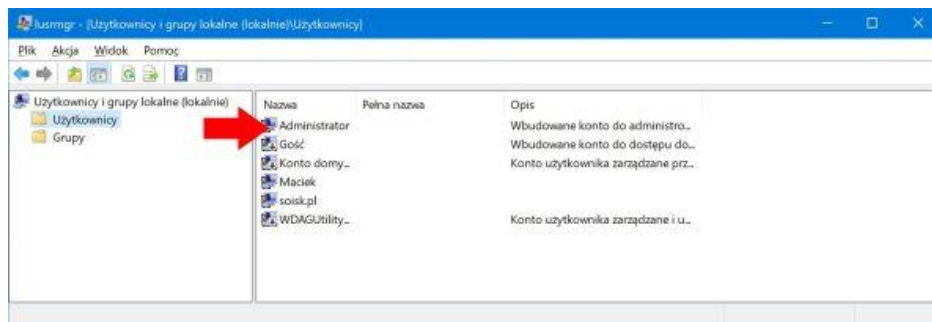 lusrmgr - [Użytkownicy i grupy lokalne (lokalnie)\Użytkownicy]
Plik Akcja Widok Pomoc
Użytkownicy i grupy lokalne (lokalnie)
Użytkownicy
Grupy
Nazwa Pełna nazwa Opis
Administrator Wbudowane konto do administro...
Gość Wbudowane konto do dostępu do...
Konto domy... Konto użytkownika zarządzane prz...
Maciek
soisk.pl
WDAGUtility... Konto użytkownika zarządzane i u...